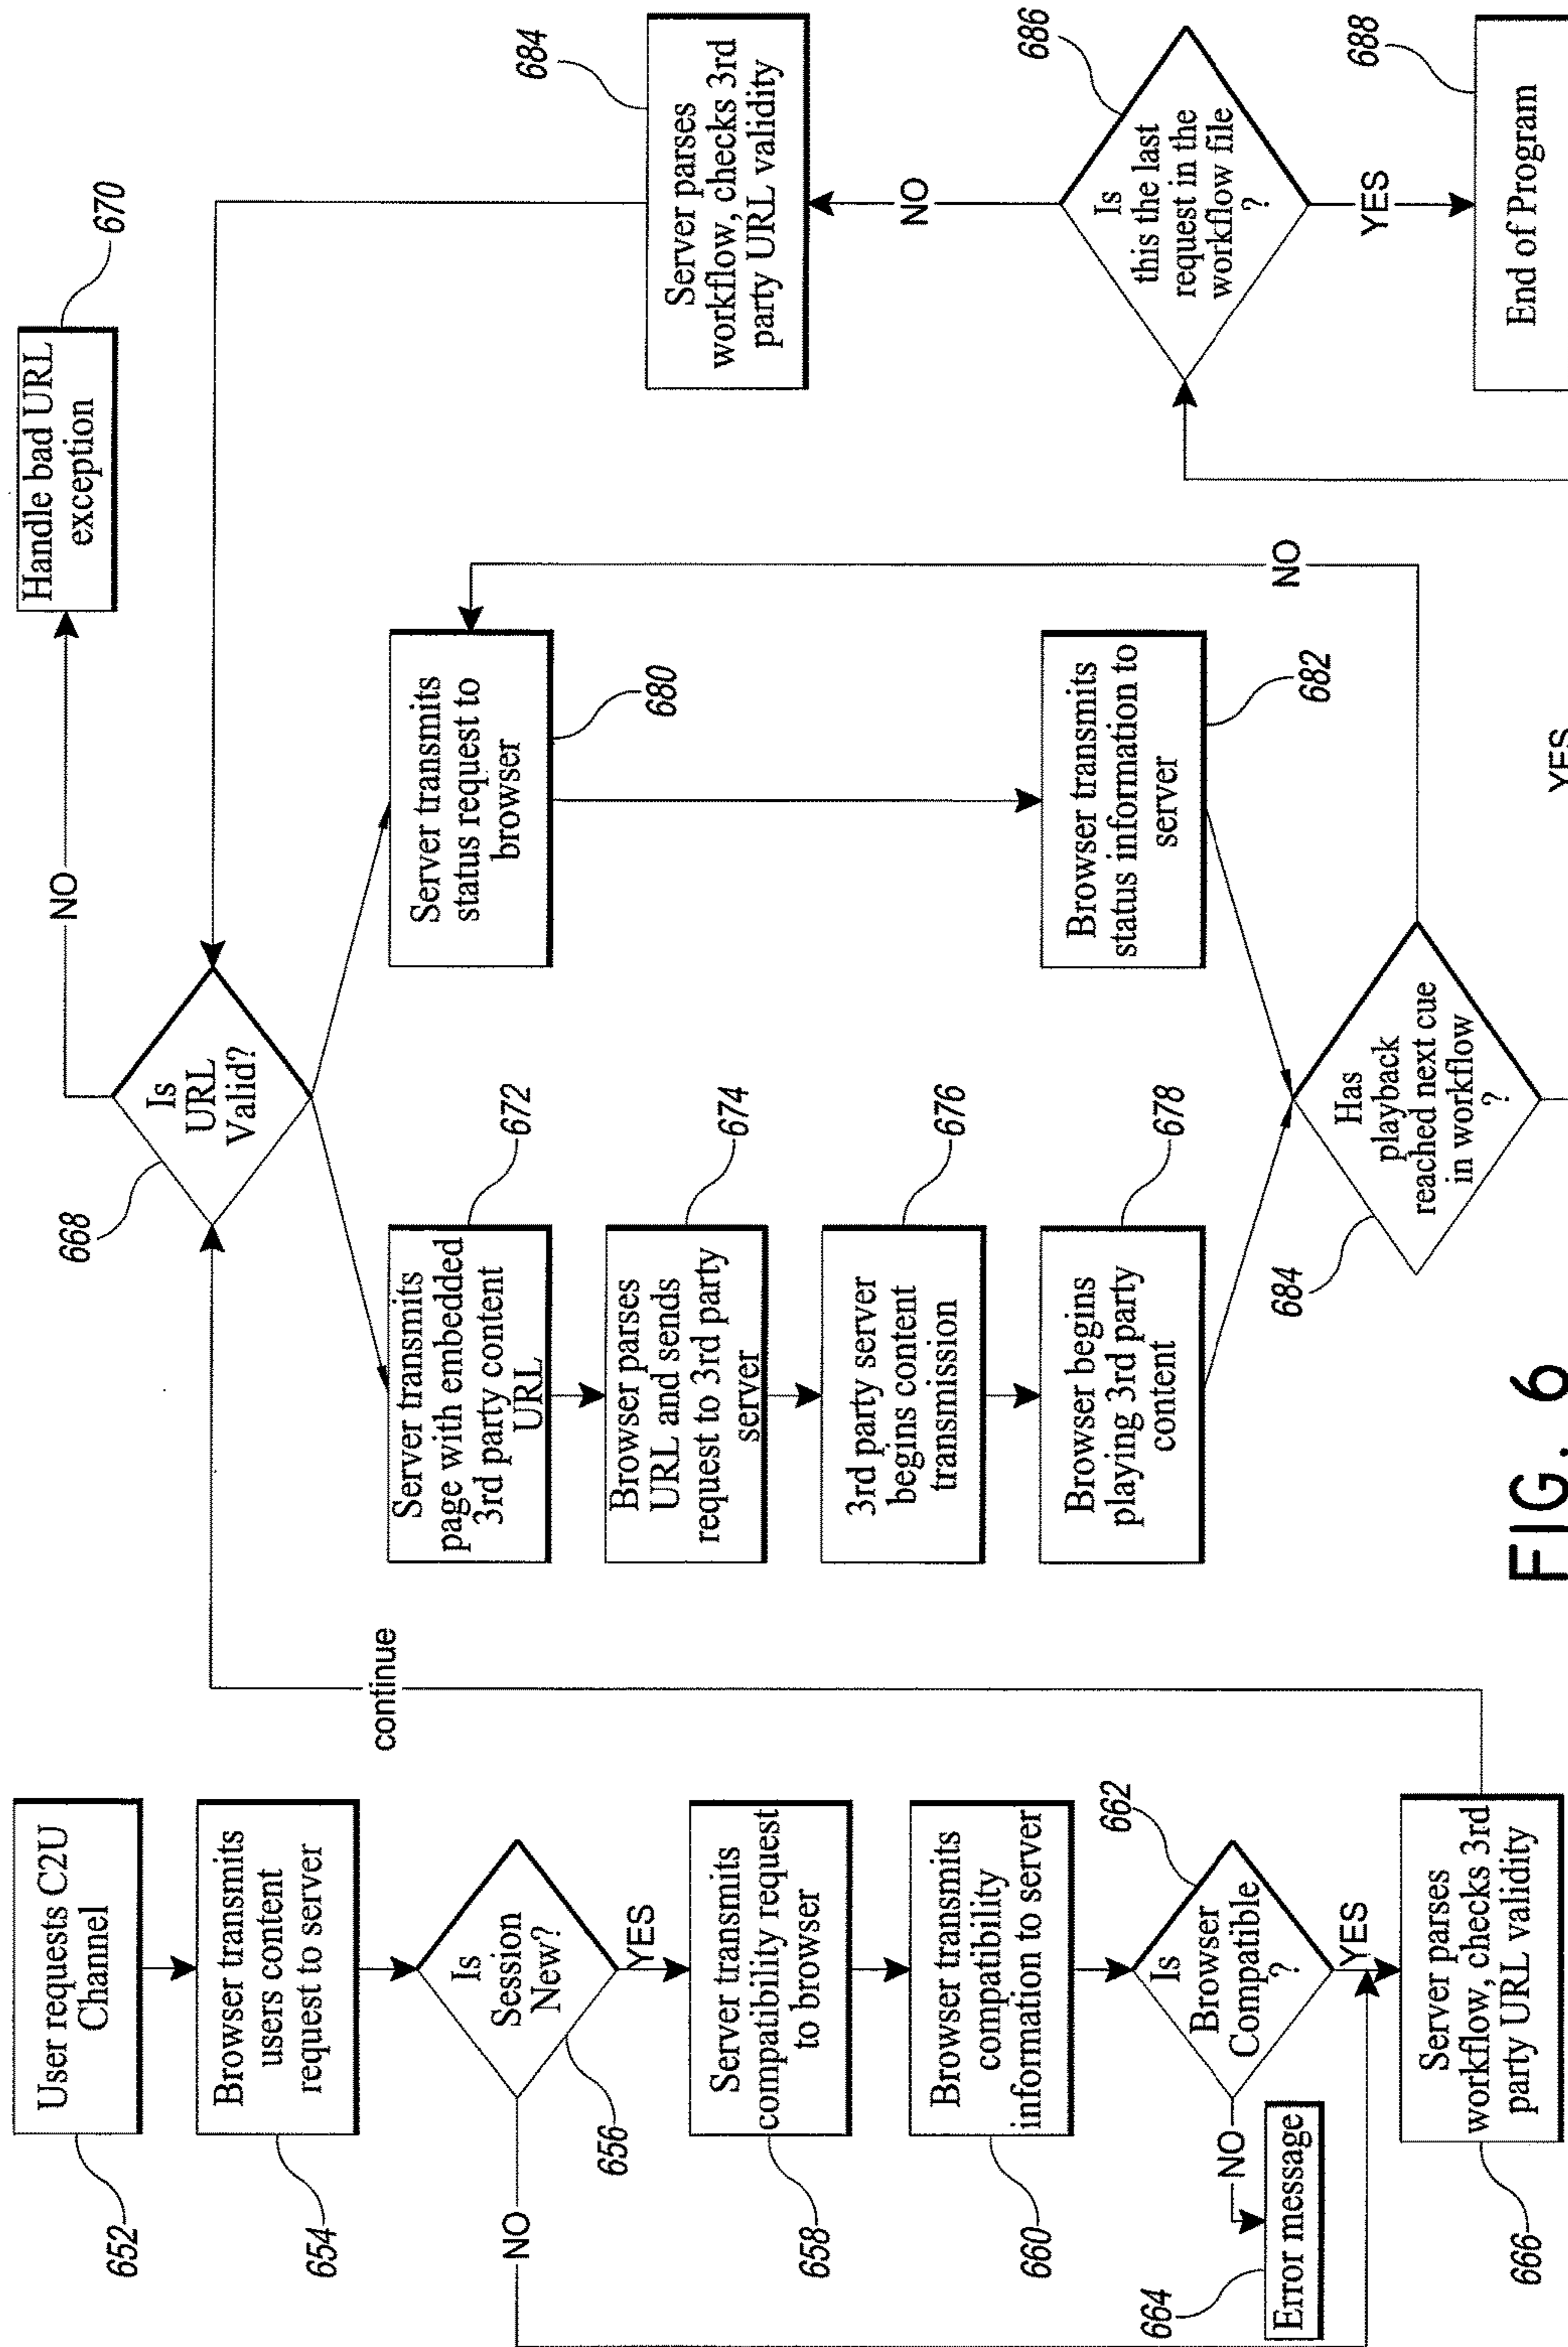 User requests C2U
Channel
652
Browser transmits
users content
request to server
654
Is
Session
New?
656
NO
YES
Server transmits
compatibility request
to browser
658
Browser transmits
compatibility
information to server
660
Is
Browser
Compatible
?
662
NO
YES
Error message
664
Server parses
workflow, checks 3rd
party URL validity
666
continue
Is
URL
Valid?
668
NO
Handle bad URL
exception
670
Server transmits
page with embedded
3rd party content
URL
672
Browser parses
URL and sends
request to 3rd party
server
674
3rd party server
begins content
transmission
676
Browser begins
playing 3rd party
content
678
Server transmits
status request to
browser
680
Browser transmits
status information to
server
682
Has
playback
reached next cue
in workflow
?
684
NO
YES
Server parses
workflow, checks 3rd
party URL validity
684
NO
Is
this the last
request in the
workflow file
?
686
YES
End of Program
688
FIG. 6